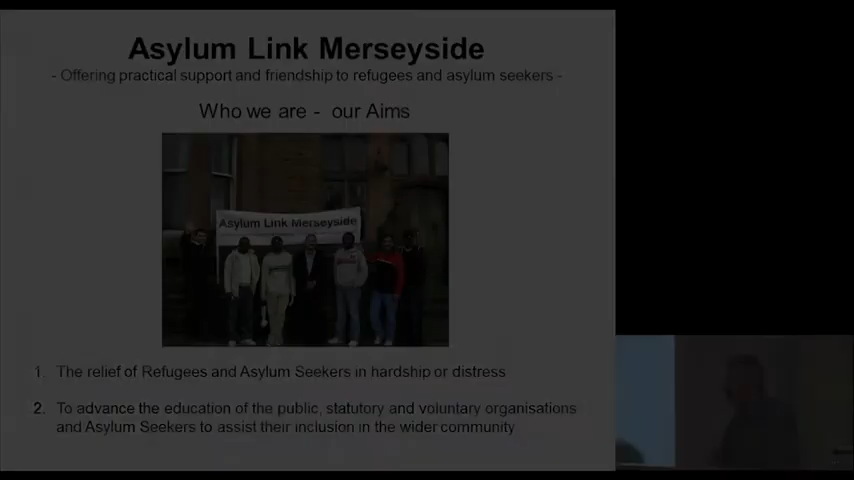 Asylum Link Merseyside
- Offering practical support and friendship to refugees and asylum seekers -
Who we are - our Aims
Asylum Link Merseyside
1. The relief of Refugees and Asylum Seekers in hardship or distress
2. To advance the education of the public, statutory and voluntary organisations
and Asylum Seekers to assist their inclusion in the wider community